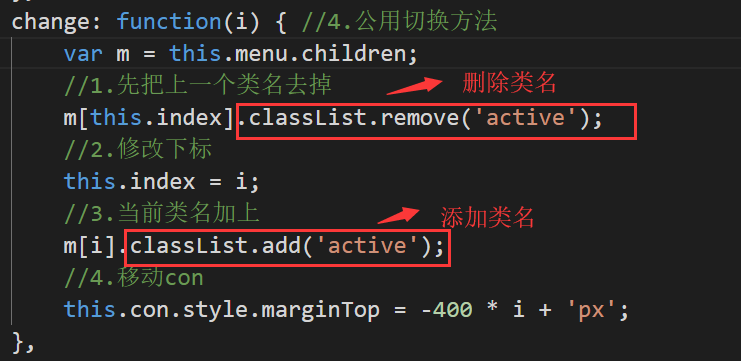 change: function(i) { //4.公用切换方法
var m = this.menu.children;
//1.先把上一个类名去掉
删除类名
m[this.index].classList.remove('active');
//2.修改下标
this.index = i;
//3.当前类名加上
添加类名
m[i].classList.add('active');
//4.移动con
this.con.style.marginTop = -400 * i + 'px';
},